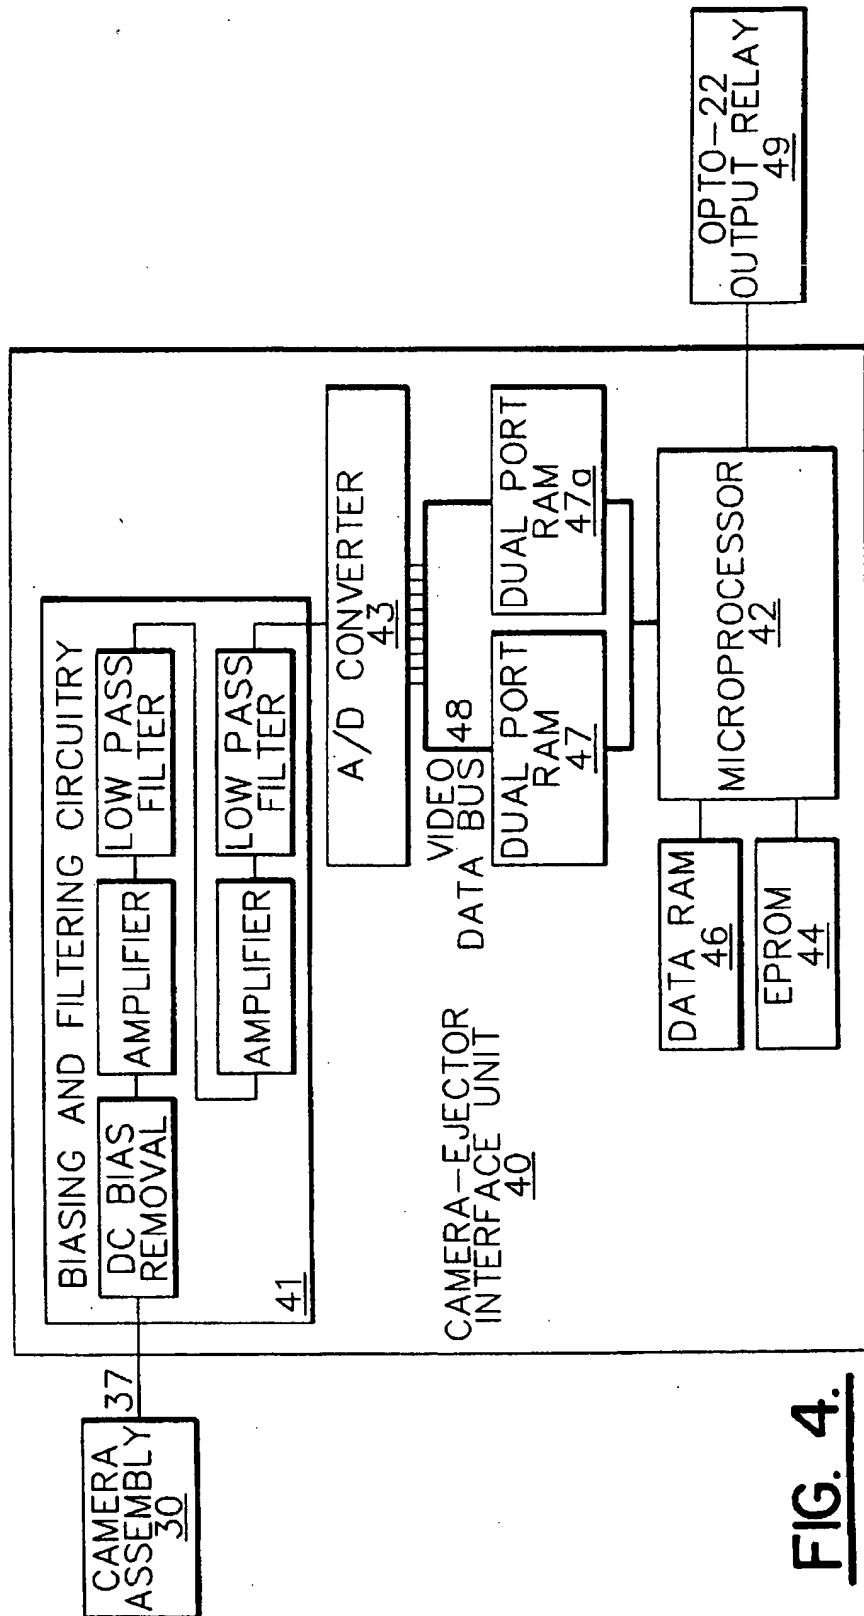 CAMERA
ASSEMBLY
30
37
BIASING AND FILTERING CIRCUITRY
DC BIAS
REMOVAL
AMPLIFIER
LOW PASS
FILTER
AMPLIFIER
LOW PASS
FILTER
41
A/D CONVERTER
43
VIDEO
DATA BUS 48
DUAL PORT
RAM
47
DUAL PORT
RAM
47a
CAMERA-EJECTOR
INTERFACE UNIT
40
DATA RAM
46
EPROM
44
MICROPROCESSOR
42
OPTO-22
OUTPUT RELAY
49
FIG. 4.